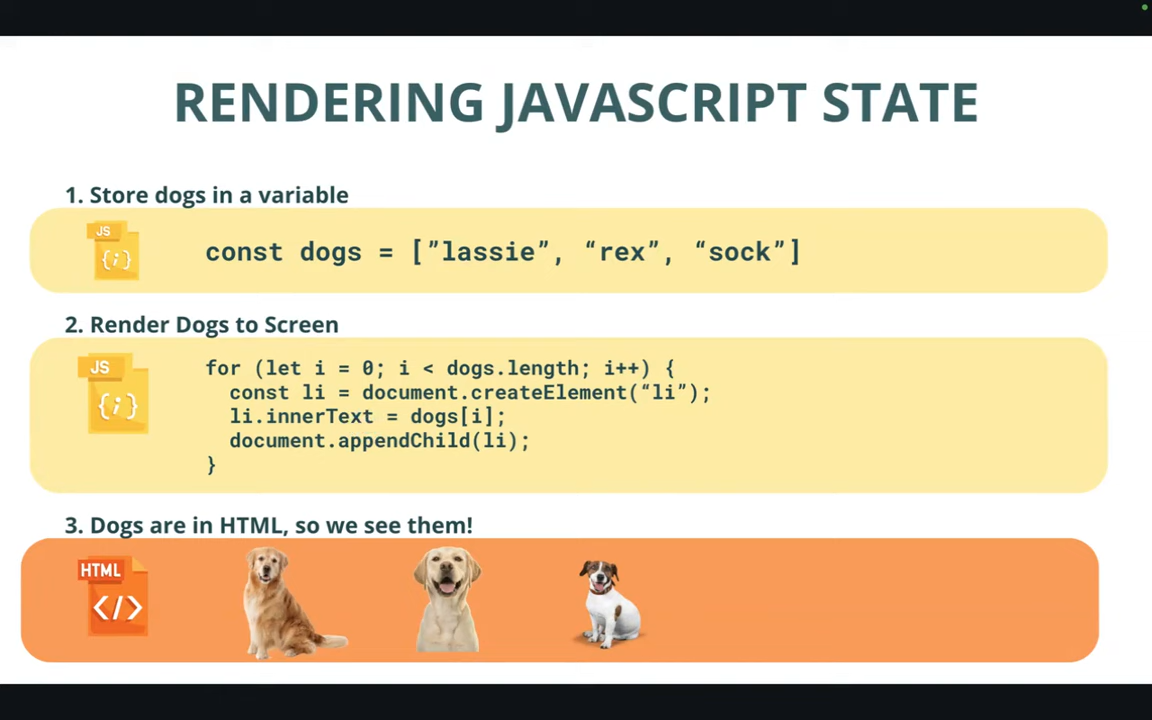 RENDERING JAVASCRIPT STATE
1. Store dogs in a variable
JS
{;}
const dogs = [”lassie”, “rex”, “sock”]
2. Render Dogs to Screen
JS
{;}
for (let i = 0; i < dogs.length; i++) {
const li = document.createElement(“li”);
li.innerText = dogs[i];
document.appendChild(li);
}
3. Dogs are in HTML, so we see them!
HTML
</>